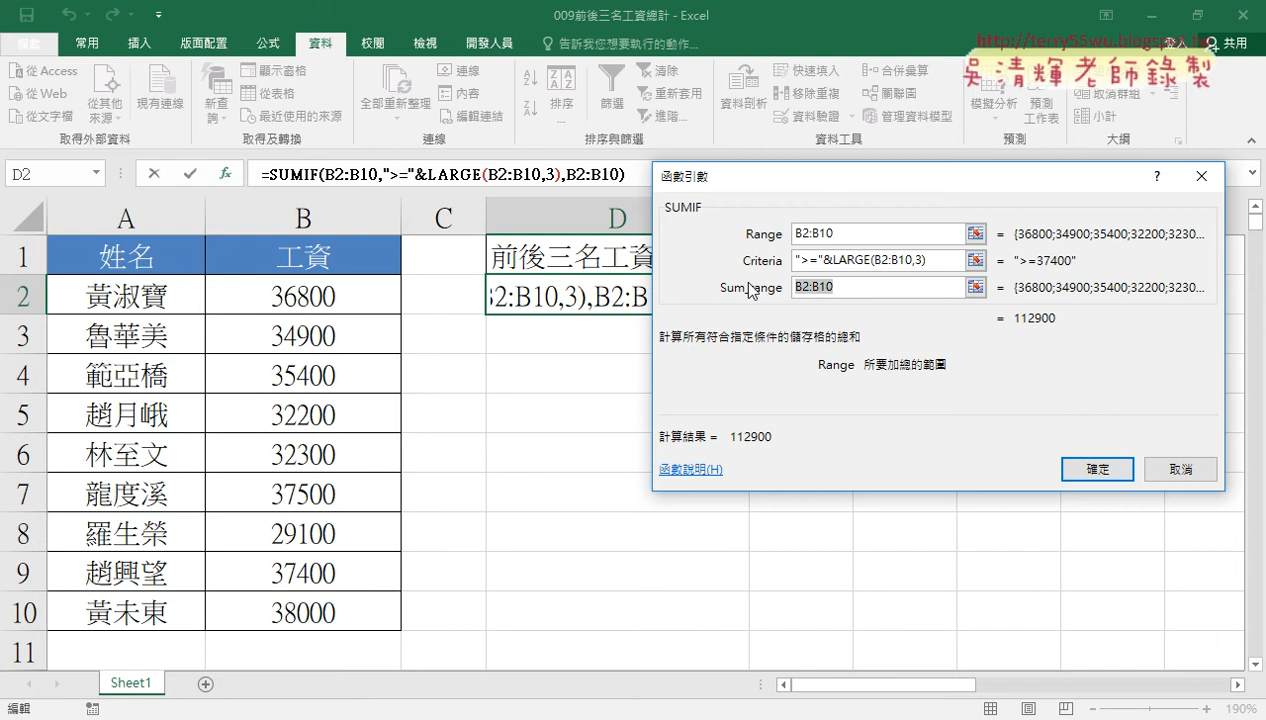 009前後三名工資總計 - Excel
檔案 常用 插入 版面配置 公式 資料 校閱 檢視 開發人員 告訴我您想要執行的動作... 登入 共用
http://terry55wu.blogspot.tw
吳清輝老師錄製
從 Access
從 Web
從文字檔
從其他來源
現有連線
新查詢
顯示查詢
從表格
最近使用的來源
全部重新整理
連線
內容
編輯連結
排序
篩選
清除
重新套用
進階...
資料剖析
快速填入
移除重複
資料驗證
合併彙算
關聯圖
管理資料模型
模擬分析
預測工作表
取消群組
小計
取得外部資料 取得及轉換 連線 排序與篩選 資料工具 預測 大綱
D2 fx =SUMIF(B2:B10,">="&LARGE(B2:B10,3),B2:B10)
A B C D
1 姓名 工資 前後三名工資
2 黃淑寶 36800 B2:B10,3),B2:B
3 魯華美 34900
4 範亞橋 35400
5 趙月峨 32200
6 林至文 32300
7 龍度溪 37500
8 羅生榮 29100
9 趙興望 37400
10 黃未東 38000
11
函數引數 ?
SUMIF
Range B2:B10 = {36800;34900;35400;32200;3230...
Criteria ">="&LARGE(B2:B10,3) = ">=37400"
Sum_range B2:B10 = {36800;34900;35400;32200;3230...
= 112900
計算所有符合指定條件的儲存格的總和
Range 所要加總的範圍
計算結果 = 112900
函數說明(H) 確定 取消
Sheet1
編輯 190%